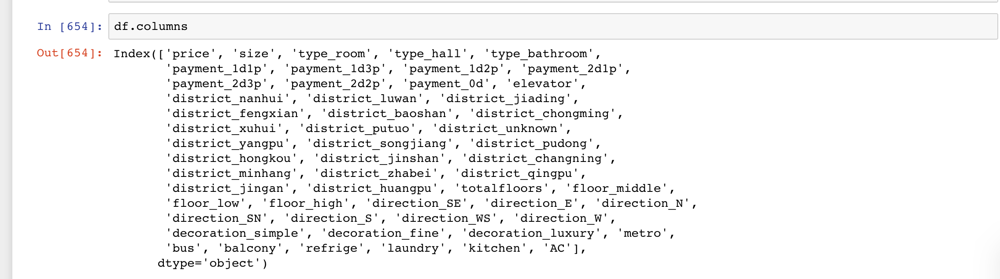 In [654]: df.columns
Out[654]: Index(['price', 'size', 'type_room', 'type_hall', 'type_bathroom',
'payment_1d1p', 'payment_1d3p', 'payment_1d2p', 'payment_2d1p',
'payment_2d3p', 'payment_2d2p', 'payment_0d', 'elevator',
'district_nanhui', 'district_luwan', 'district_jiading',
'district_fengxian', 'district_baoshan', 'district_chongming',
'district_xuhui', 'district_putuo', 'district_unknown',
'district_yangpu', 'district_songjiang', 'district_pudong',
'district_hongkou', 'district_jinshan', 'district_changning',
'district_minhang', 'district_zhabei', 'district_qingpu',
'district_jingan', 'district_huangpu', 'totalfloors', 'floor_middle',
'floor_low', 'floor_high', 'direction_SE', 'direction_E', 'direction_N',
'direction_SN', 'direction_S', 'direction_WS', 'direction_W',
'decoration_simple', 'decoration_fine', 'decoration_luxury', 'metro',
'bus', 'balcony', 'refrige', 'laundry', 'kitchen', 'AC'],
dtype='object')